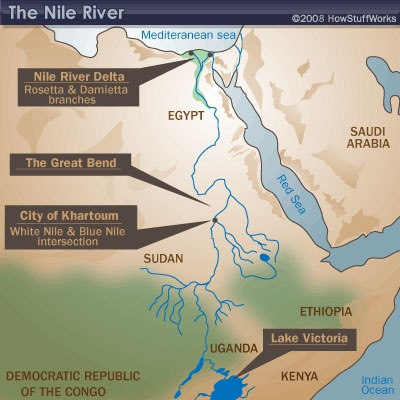 The Nile River
©2008 HowStuffWorks
Mediterranean sea
Nile River Delta
Rosetta & Damietta
branches
EGYPT
SAUDI
ARABIA
The Great Bend
Red Sea
City of Khartoum
White Nile & Blue Nile
intersection
SUDAN
ETHIOPIA
Lake Victoria
UGANDA
DEMOCRATIC REPUBLIC
OF THE CONGO
KENYA
Indian
Ocean